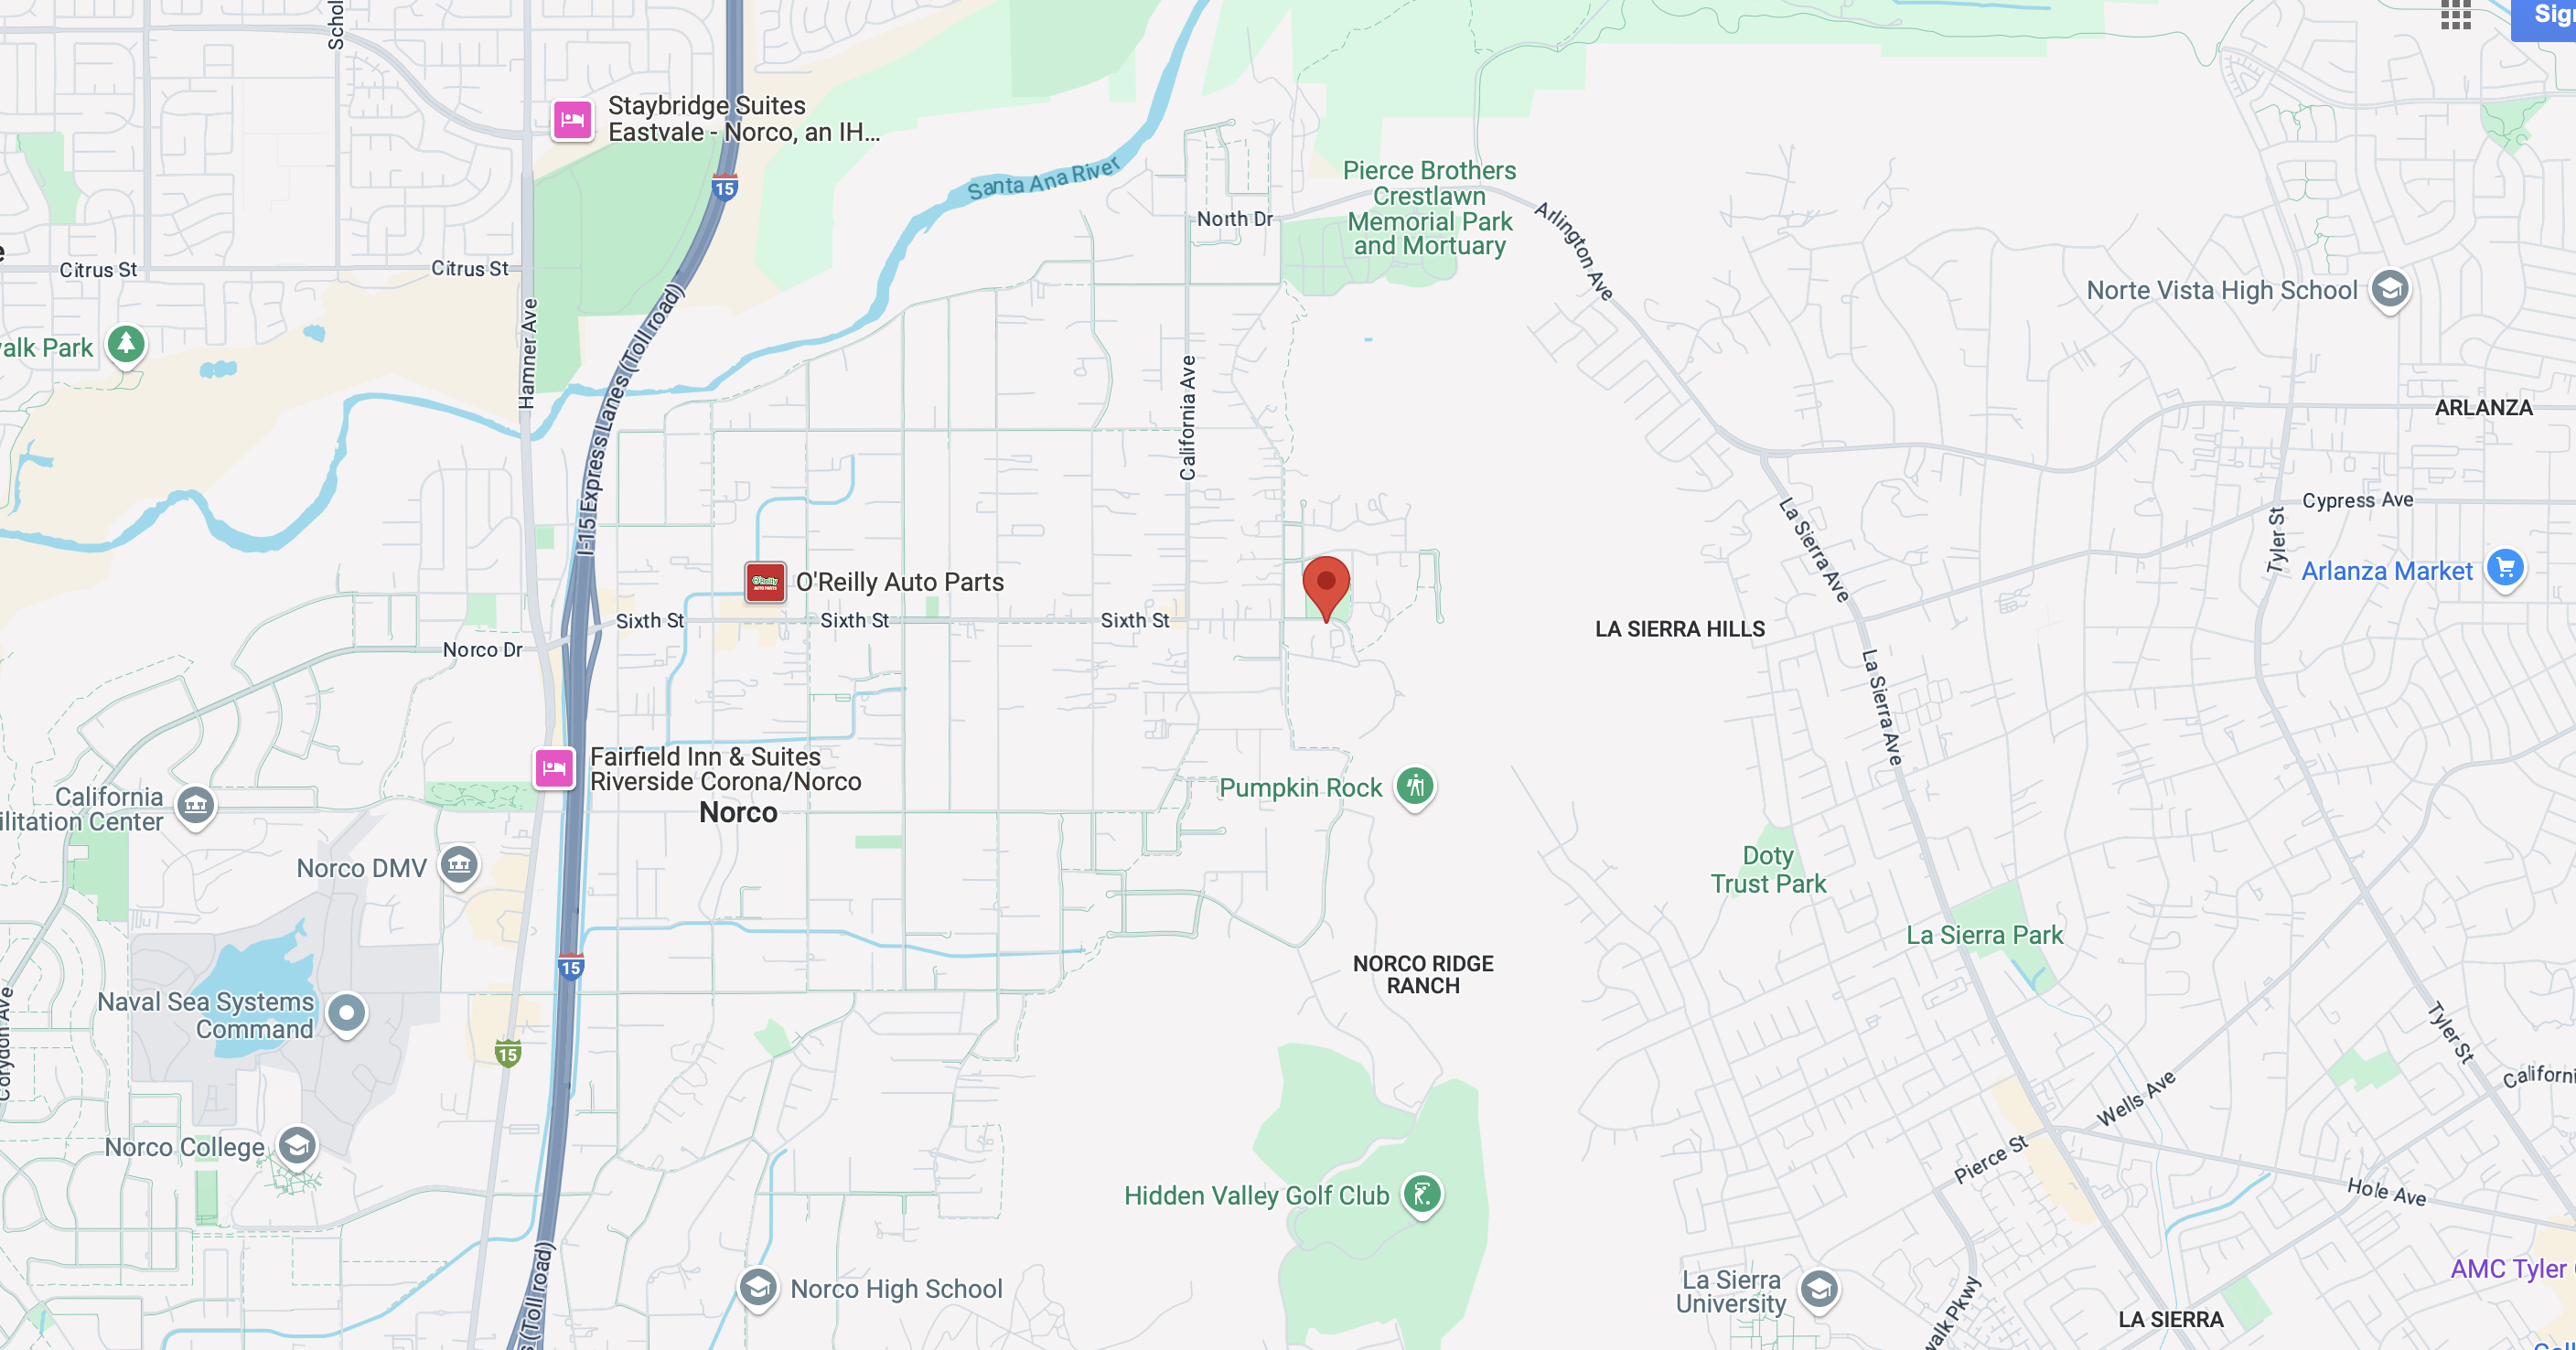 Schol
Sig
Staybridge Suites
Eastvale - Norco, an IH...
15
Santa Ana River
Pierce Brothers
Crestlawn
Memorial Park
and Mortuary
North Dr
Arlington Ave
Citrus St
Citrus St
Norte Vista High School
Hamner Ave
alk Park
I-15 Express Lanes (Toll road)
California Ave
ARLANZA
La Sierra Ave
Cypress Ave
Tyler St
Arlanza Market
O'Reilly Auto Parts
Sixth St
Sixth St
Sixth St
LA SIERRA HILLS
Norco Dr
La Sierra Ave
Fairfield Inn & Suites
Riverside Corona/Norco
Norco
Pumpkin Rock
California
ilitation Center
Norco DMV
Doty
Trust Park
La Sierra Park
15
NORCO RIDGE
RANCH
Naval Sea Systems
Command
Corydon Ave
15
Tyler St
Californi
Wells Ave
Norco College
Pierce St
Hidden Valley Golf Club
Hole Ave
s (Toll road)
Norco High School
La Sierra
University
AMC Tyler
walk Pkwy
LA SIERRA